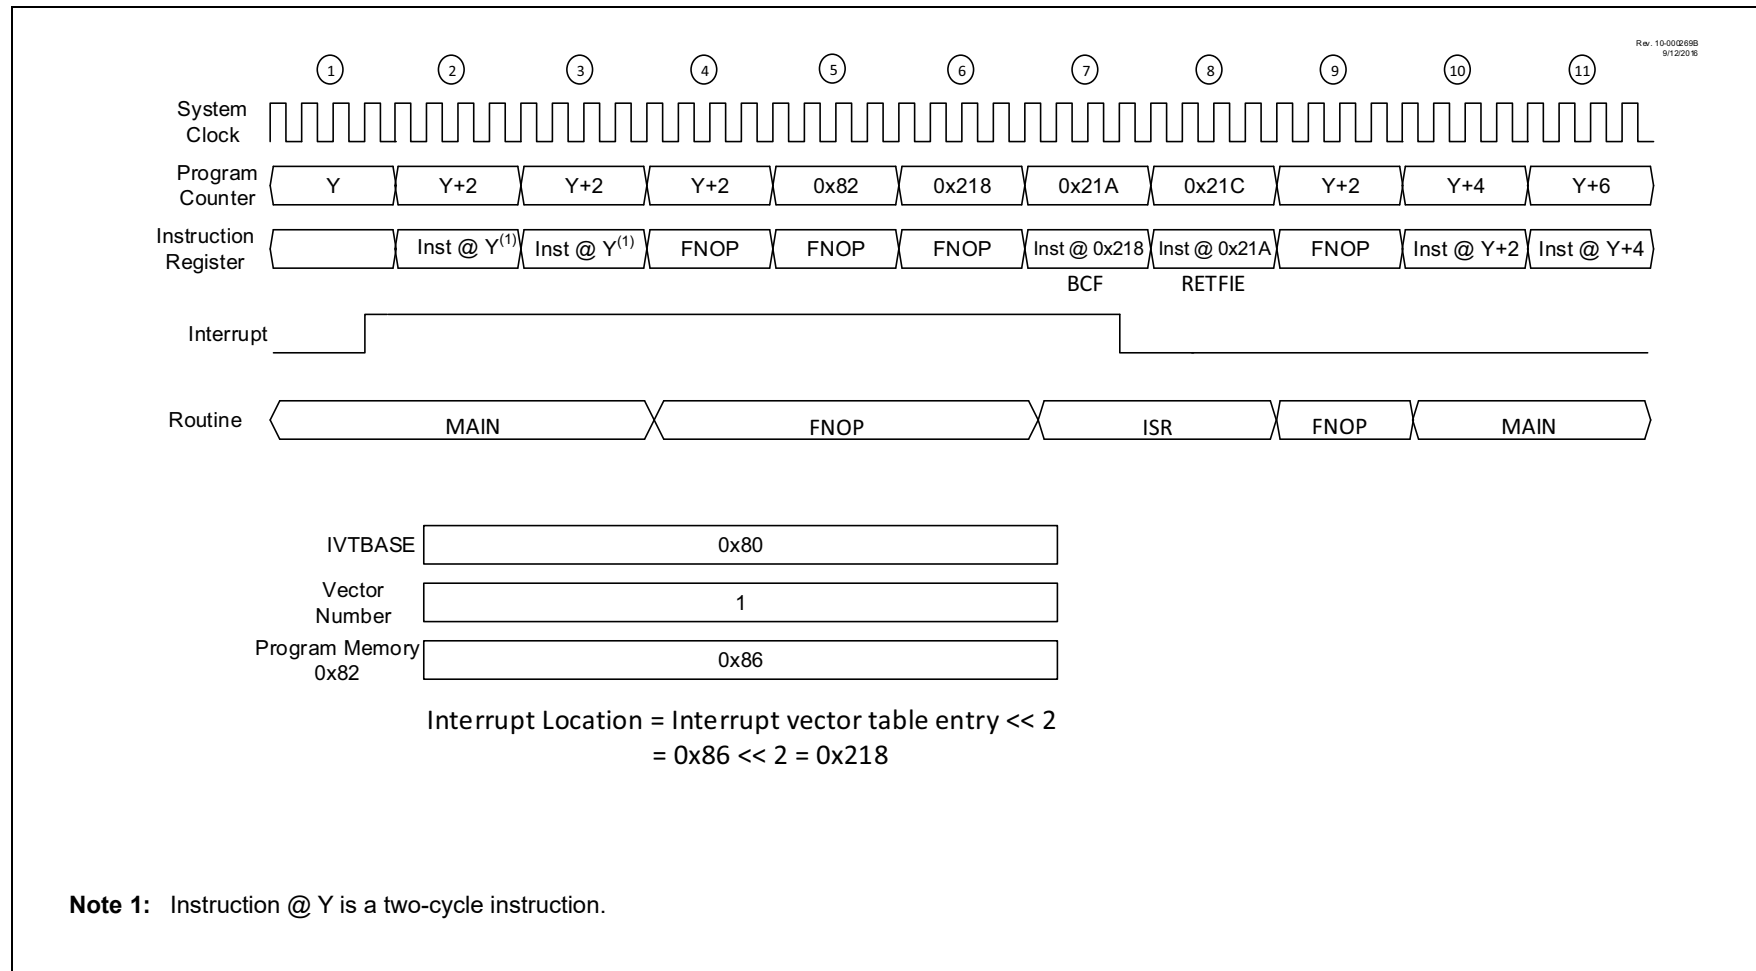 Rev. 10-000269B
9/12/2016
1 2 3 4 5 6 7 8 9 10 11
System
Clock
Program
Counter
Y Y+2 Y+2 Y+2 0x82 0x218 0x21A 0x21C Y+2 Y+4 Y+6
Instruction
Register
Inst @ Y(1) Inst @ Y(1) FNOP FNOP FNOP Inst @ 0x218 Inst @ 0x21A FNOP Inst @ Y+2 Inst @ Y+4
BCF RETFIE
Interrupt
Routine MAIN FNOP ISR FNOP MAIN
IVTBASE 0x80
Vector
Number
1
Program Memory
0x82
0x86
Interrupt Location = Interrupt vector table entry << 2
= 0x86 << 2 = 0x218
Note 1: Instruction @ Y is a two-cycle instruction.